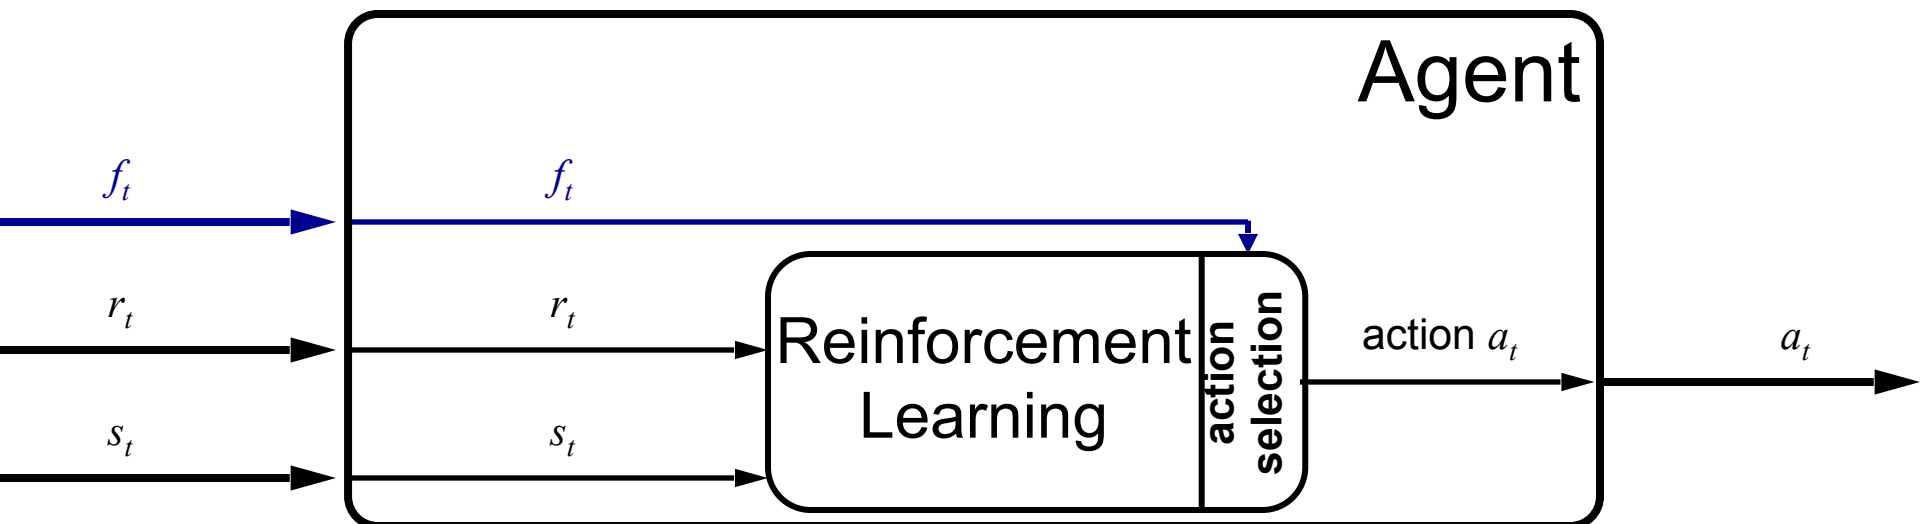 Agent
f_t
f_t
r_t
r_t
Reinforcement
Learning
action
selection
action a_t
a_t
s_t
s_t